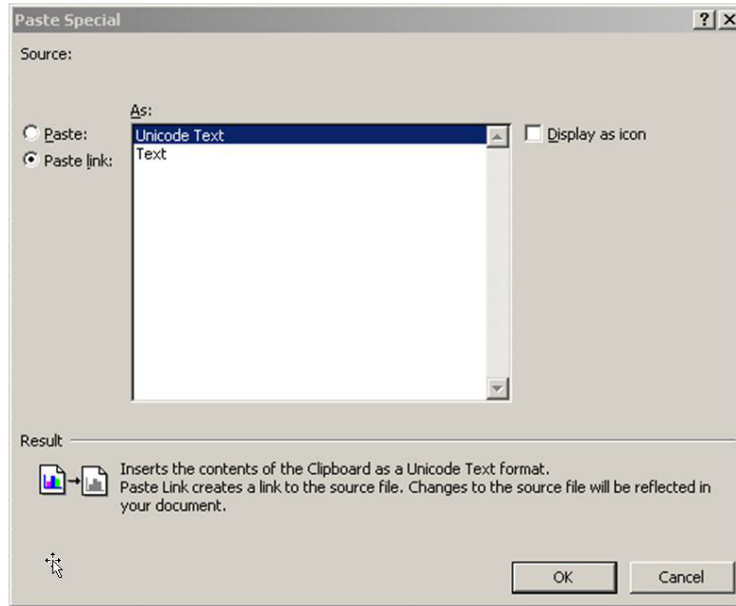 Paste Special
Source:
As:
Paste:
Unicode Text
Display as icon
Paste link:
Text
Result
Inserts the contents of the Clipboard as a Unicode Text format.
Paste Link creates a link to the source file. Changes to the source file will be reflected in
your document.
OK
Cancel